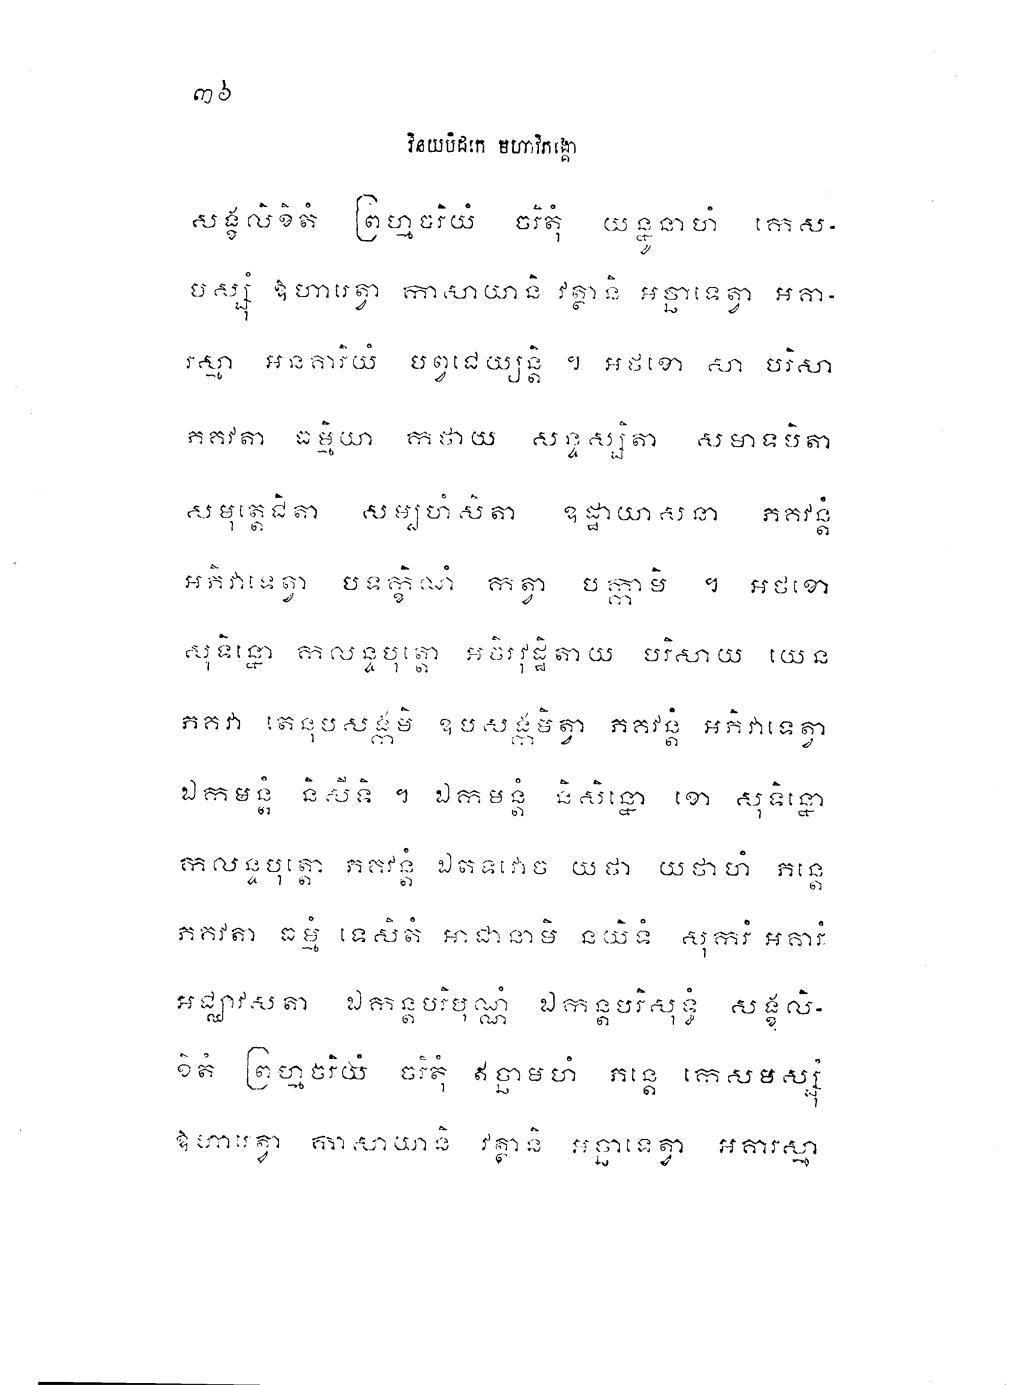 ៣៦
វិនយបិដកេ មហាវិភង្គោ
សង្ខលិខិតំ ព្រហ្មចរិយំ ចរិតុំ យន្នូនាហំ កេស-
មស្សុំ ឱហារេត្វា កាសាយានិ វត្ថានិ អច្ឆាទេត្វា អគា-
រស្មា អនគារិយំ បព្វជេយ្យន្តិ ។ អថខោ សា បរិសា
ភគវតា ធម្មិយា កថាយ សន្ទស្សិតា សមាទបិតា
សមុត្តេជិតា សម្បហំសិតា ឧដ្ឋាយាសនា ភគវន្តំ
អភិវាទេត្វា បទក្ខិណំ កត្វា បក្កាមិ ។ អថខោ
សុទិន្នោ កលន្ទបុត្តោ អចិរវុដ្ឋិតាយ បរិសាយ យេន
ភគវា តេនុបសង្កមិ ឧបសង្កមិត្វា ភគវន្តំ អភិវាទេត្វា
ឯកមន្តំ និសីទិ ។ ឯកមន្តំ និសិន្នោ ខោ សុទិន្នោ
កលន្ទបុត្តោ ភគវន្តំ ឯតទវោច យថា យថាហំ ភន្តេ
ភគវតា ធម្មំ ទេសិតំ អាជានាមិ នយិទំ សុករំ អគារំ
អជ្ឈាវសតា ឯកន្តបរិបុណ្ណំ ឯកន្តបរិសុទ្ធំ សង្ខលិ-
ខិតំ ព្រហ្មចរិយំ ចរិតុំ ឥច្ឆាមហំ ភន្តេ កេសមស្សុំ
ឱហារេត្វា កាសាយានិ វត្ថានិ អច្ឆាទេត្វា អគារស្មា